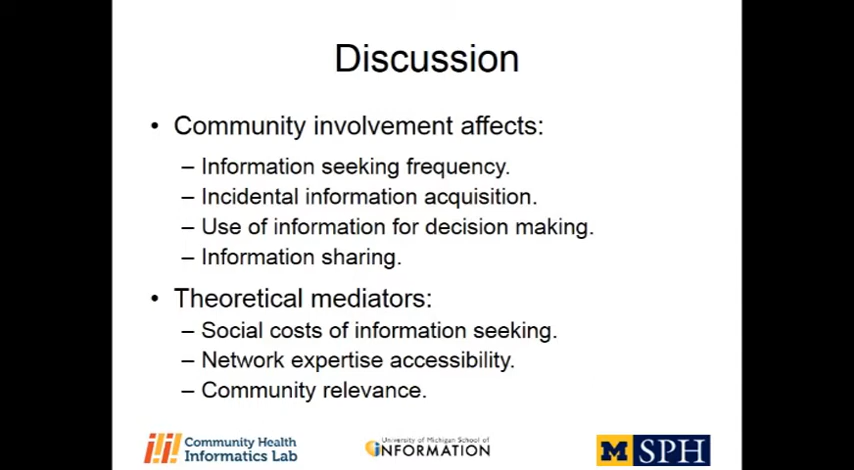 Discussion
• Community involvement affects:
– Information seeking frequency.
– Incidental information acquisition.
– Use of information for decision making.
– Information sharing.
• Theoretical mediators:
– Social costs of information seeking.
– Network expertise accessibility.
– Community relevance.
Community Health
Informatics Lab
University of Michigan School of
INFORMATION
M SPH